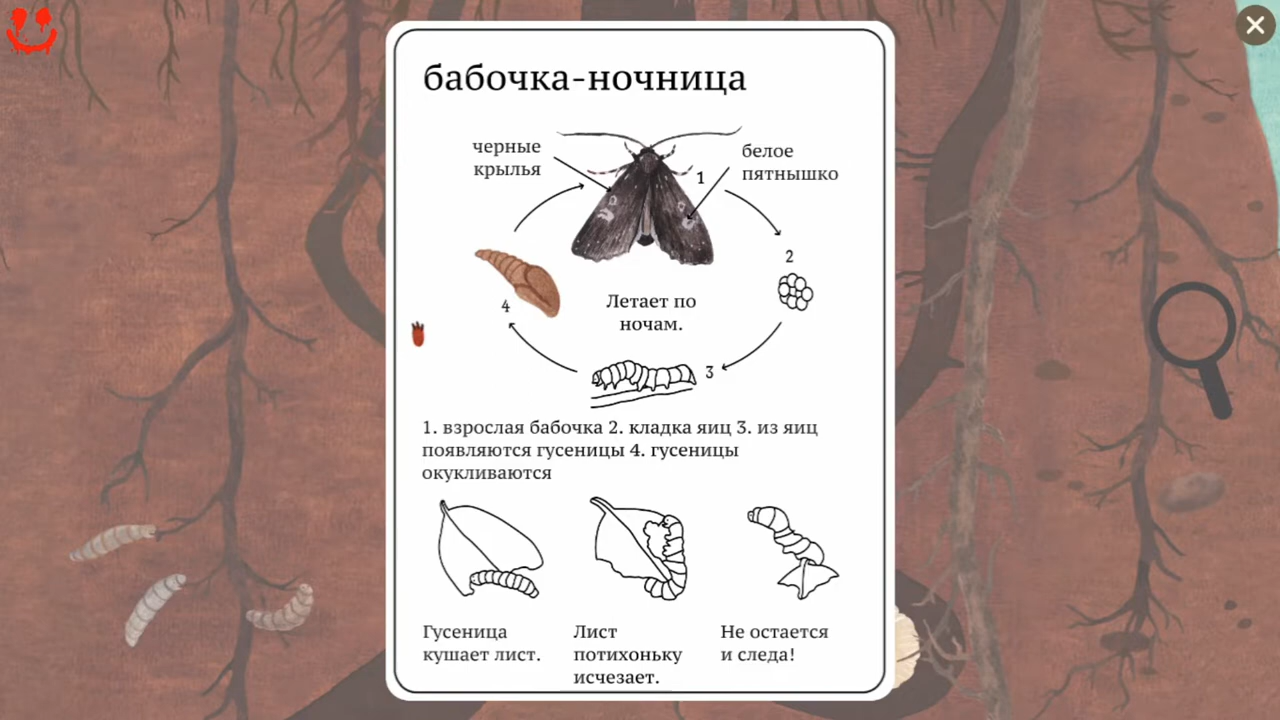 бабочка-ночница
черные
крылья
белое
пятнышко
1
2
4
Летает по
ночам.
3
1. взрослая бабочка 2. кладка яиц 3. из яиц
появляются гусеницы 4. гусеницы
окукливаются
Гусеница
кушает лист.
Лист
потихоньку
исчезает.
Не остается
и следа!